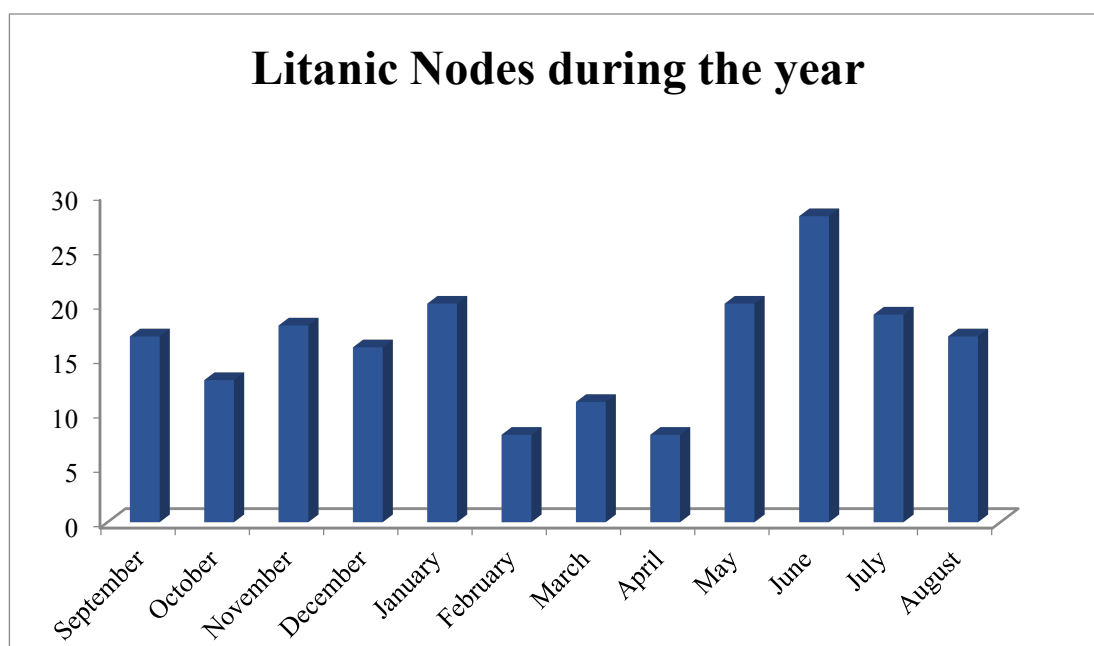 Litanic Nodes during the year
30
25
20
15
10
5
0
September
October
November
December
January
February
March
April
May
June
July
August